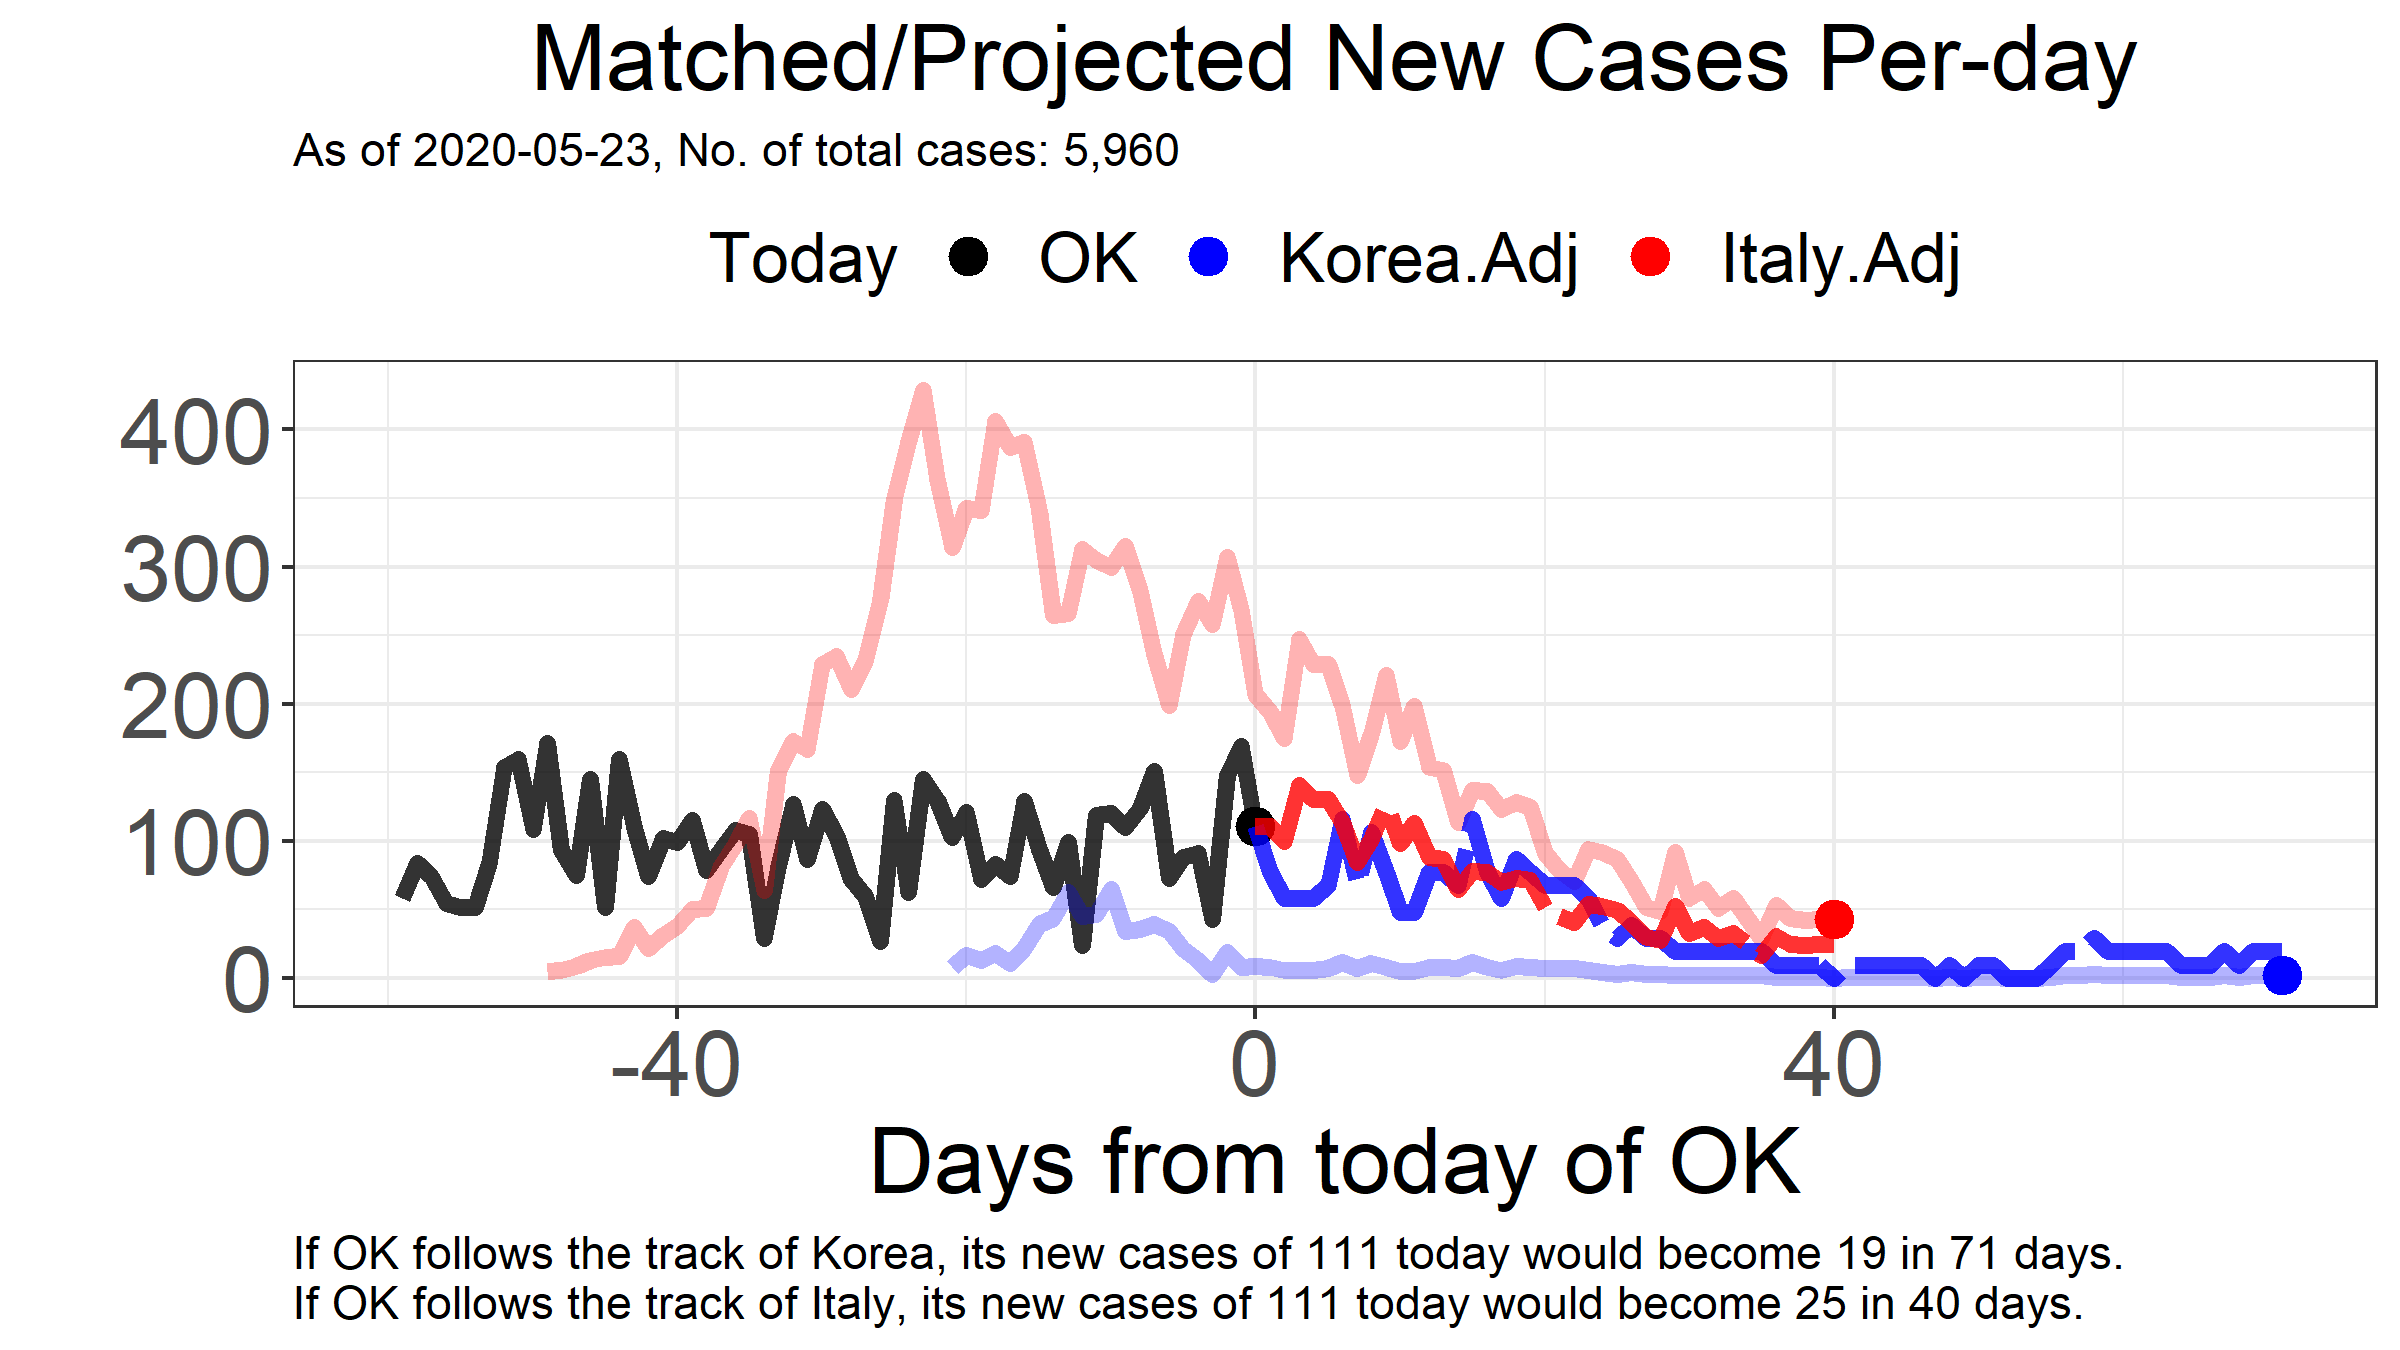 Matched/Projected New Cases Per-day
As of 2020-05-23, No. of total cases: 5,960
Today OK Korea.Adj Italy.Adj
400
300
200
100
0
-40 0 40
Days from today of OK
If OK follows the track of Korea, its new cases of 111 today would become 19 in 71 days.
If OK follows the track of Italy, its new cases of 111 today would become 25 in 40 days.